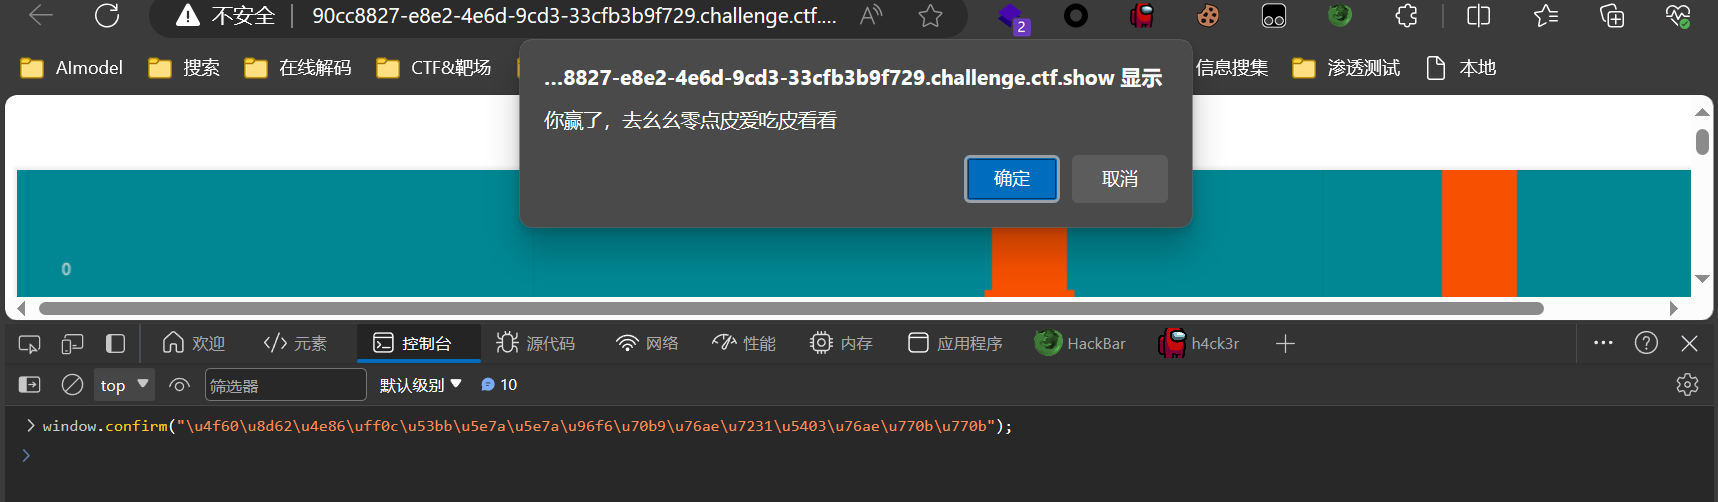 不安全 90cc8827-e8e2-4e6d-9cd3-33cfb3b9f729.challenge.ctf....
2
AImodel 搜索 在线解码 CTF&靶场 信息搜集 渗透测试 本地
...8827-e8e2-4e6d-9cd3-33cfb3b9f729.challenge.ctf.show 显示
你赢了，去幺幺零点皮爱吃皮看看
确定 取消
0
欢迎 元素 控制台 源代码 网络 性能 内存 应用程序 HackBar h4ck3r
top 筛选器 默认级别 10
window.confirm("\u4f60\u8d62\u4e86\uff0c\u53bb\u5e7a\u5e7a\u96f6\u70b9\u76ae\u7231\u5403\u76ae\u770b\u770b");